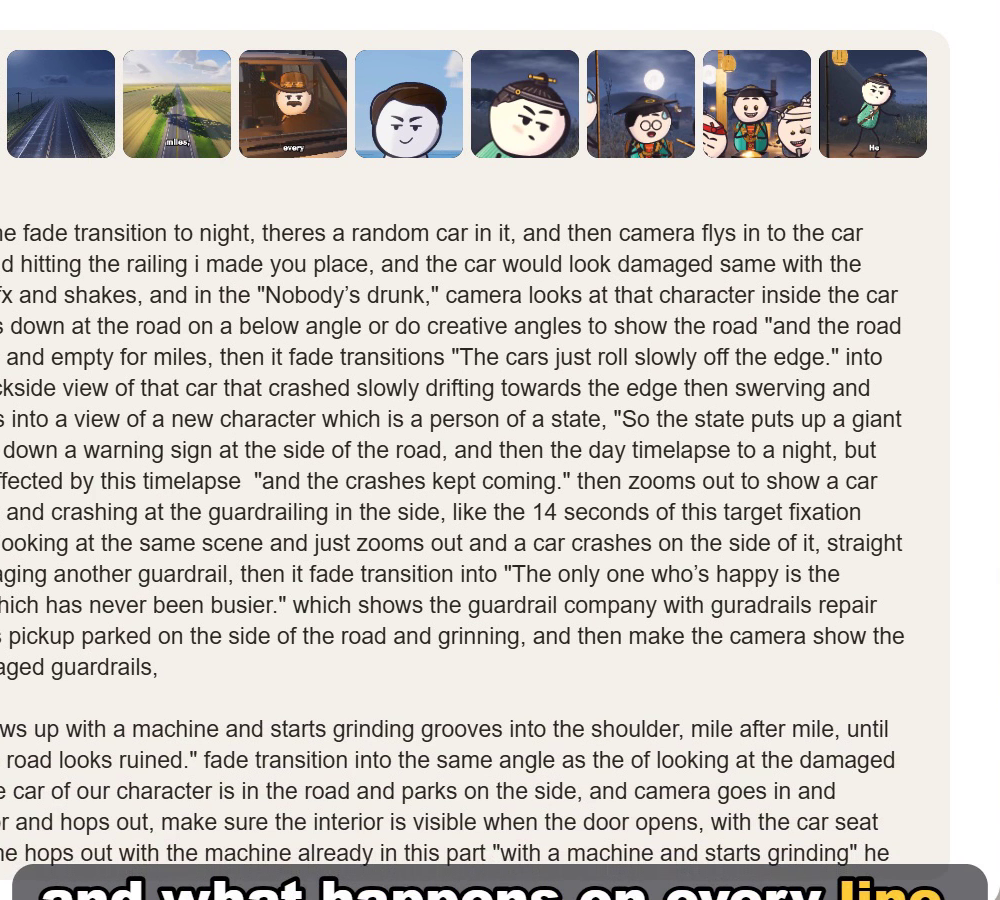 miles,
every
He
ne fade transition to night, theres a random car in it, and then camera flys in to the car
d hitting the railing i made you place, and the car would look damaged same with the
fx and shakes, and in the "Nobody’s drunk," camera looks at that character inside the car
s down at the road on a below angle or do creative angles to show the road "and the road
and empty for miles, then it fade transitions "The cars just roll slowly off the edge." into
ckside view of that car that crashed slowly drifting towards the edge then swerving and
s into a view of a new character which is a person of a state, "So the state puts up a giant
down a warning sign at the side of the road, and then the day timelapse to a night, but
ffected by this timelapse "and the crashes kept coming." then zooms out to show a car
and crashing at the guardrailing in the side, like the 14 seconds of this target fixation
ooking at the same scene and just zooms out and a car crashes on the side of it, straight
aging another guardrail, then it fade transition into "The only one who’s happy is the
hich has never been busier." which shows the guardrail company with guradrails repair
s pickup parked on the side of the road and grinning, and then make the camera show the
aged guardrails,
ws up with a machine and starts grinding grooves into the shoulder, mile after mile, until
road looks ruined." fade transition into the same angle as the of looking at the damaged
e car of our character is in the road and parks on the side, and camera goes in and
or and hops out, make sure the interior is visible when the door opens, with the car seat
he hops out with the machine already in this part "with a machine and starts grinding" he
and what happens on every line